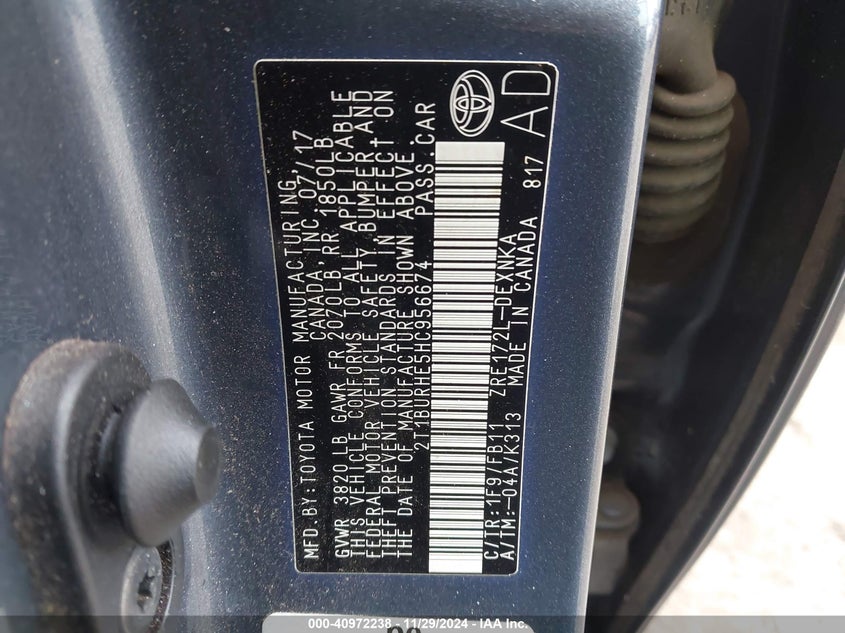 MFD.BY:TOYOTA MOTOR MANUFACTURING
CANADA,INC. 07/17
GVWR 3820LB GAWR FR 2070LB,RR 1850LB
THIS VEHICLE CONFORMS TO ALL APPLICABLE
FEDERAL MOTOR VEHICLE SAFETY, BUMPER,AND
THEFT PREVENTION STANDARDS IN EFFECT ON
THE DATE OF MANUFACTURE SHOWN ABOVE.
2T1BURHE5HC956674 PASS.CAR
C/TR:1F9/FB11 ZRE172L-DEXNKA
A/TM:-04A/K313 MADE IN CANADA 817
AD
000-40972238 - 11/29/2024 - IAA Inc.